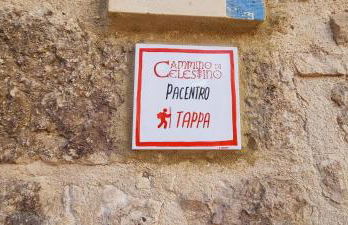 CAMMINO DI
CELESTINO
PACENTRO
TAPPA